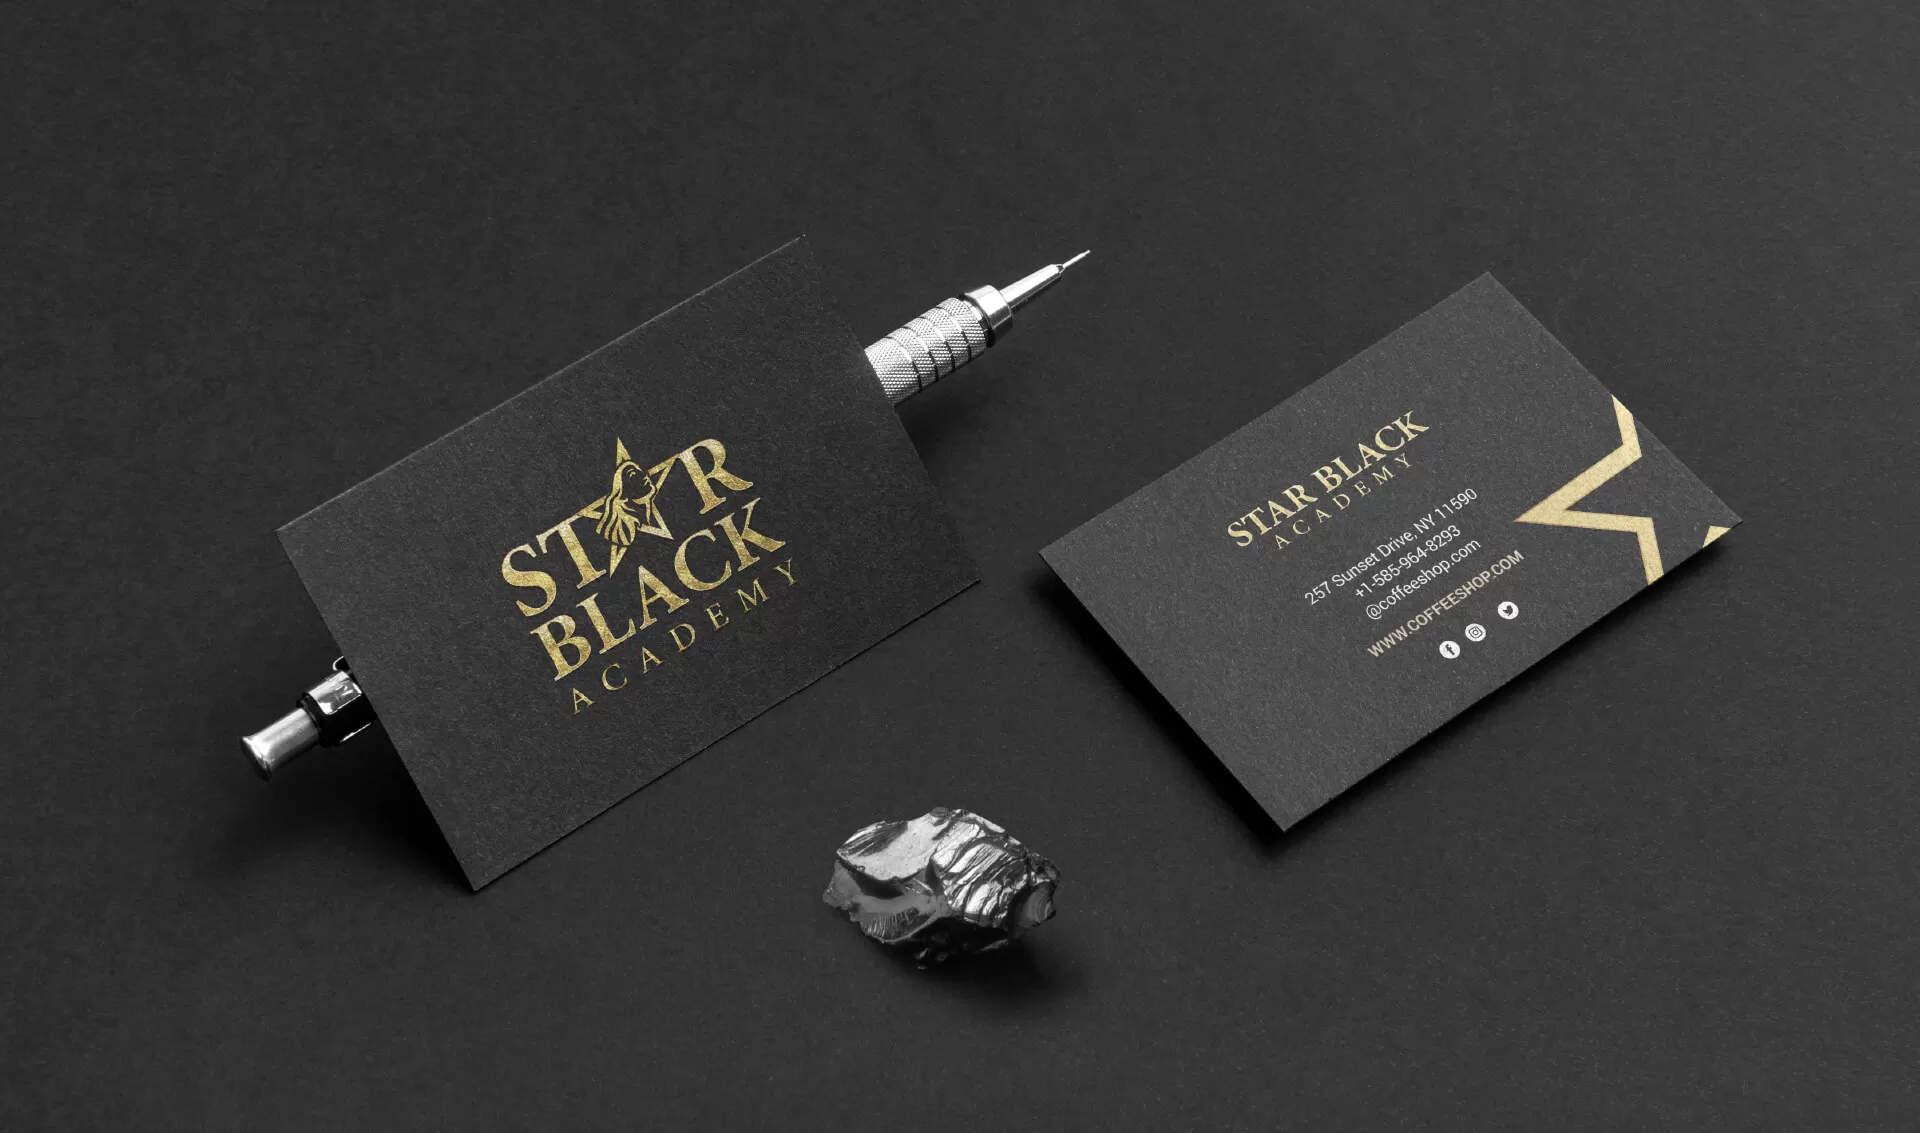 STAR
BLACK
ACADEMY
STAR BLACK
ACADEMY
257 Sunset Drive, NY 11590
+1-585-964-8293
@coffeeshop.com
WWW.COFFEESHOP.COM